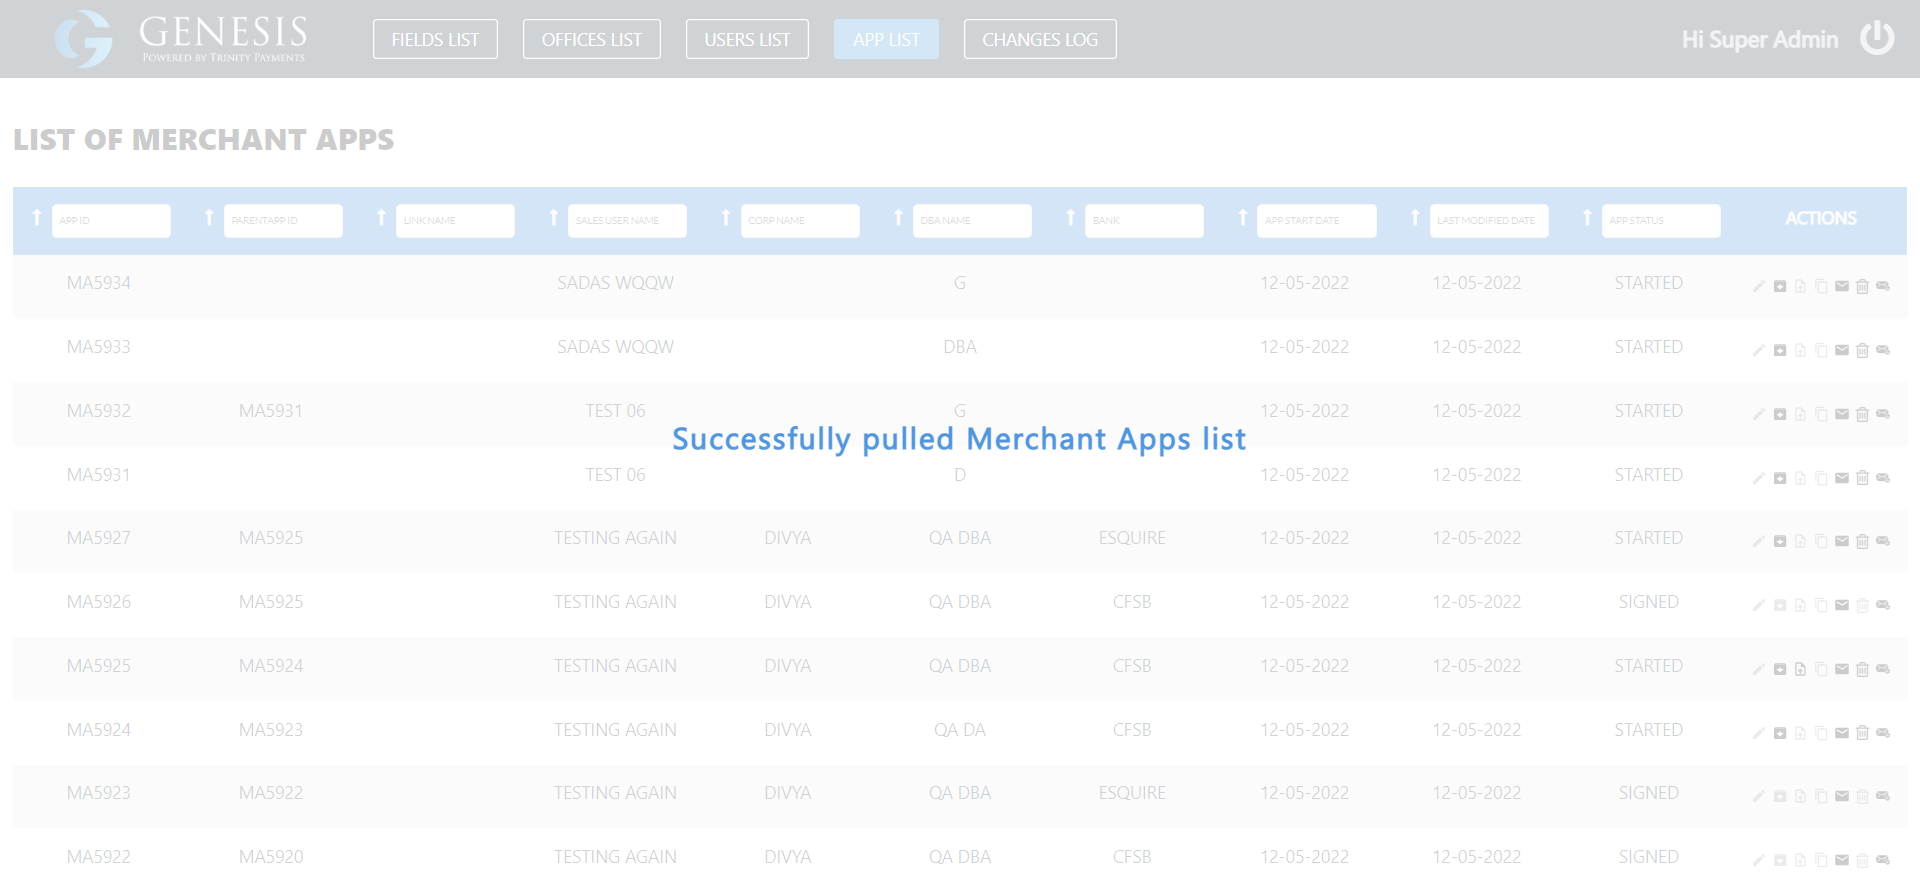 GENESIS
POWERED BY TRINITY PAYMENTS
FIELDS LIST OFFICES LIST USERS LIST APP LIST CHANGES LOG
Hi Super Admin
LIST OF MERCHANT APPS
APP ID PARENTAPP ID LINK NAME SALES USER NAME CORP NAME DBA NAME BANK APP START DATE LAST MODIFIED DATE APP STATUS ACTIONS
MA5934 SADAS WQQW G 12-05-2022 12-05-2022 STARTED
MA5933 SADAS WQQW DBA 12-05-2022 12-05-2022 STARTED
MA5932 MA5931 TEST 06 G 12-05-2022 12-05-2022 STARTED
Successfully pulled Merchant Apps list
MA5931 TEST 06 D 12-05-2022 12-05-2022 STARTED
MA5927 MA5925 TESTING AGAIN DIVYA QA DBA ESQUIRE 12-05-2022 12-05-2022 STARTED
MA5926 MA5925 TESTING AGAIN DIVYA QA DBA CFSB 12-05-2022 12-05-2022 SIGNED
MA5925 MA5924 TESTING AGAIN DIVYA QA DBA CFSB 12-05-2022 12-05-2022 STARTED
MA5924 MA5923 TESTING AGAIN DIVYA QA DA CFSB 12-05-2022 12-05-2022 STARTED
MA5923 MA5922 TESTING AGAIN DIVYA QA DBA ESQUIRE 12-05-2022 12-05-2022 SIGNED
MA5922 MA5920 TESTING AGAIN DIVYA QA DBA CFSB 12-05-2022 12-05-2022 SIGNED